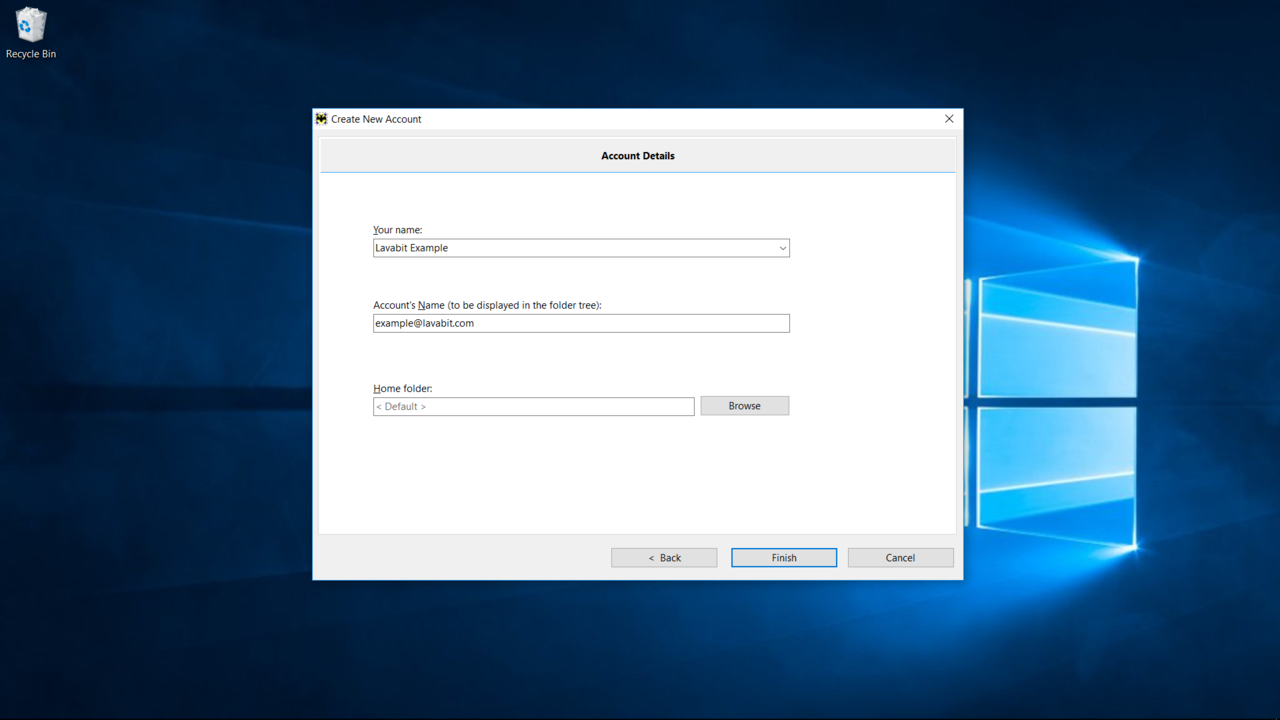 Recycle Bin
Create New Account
Account Details
Your name:
Lavabit Example
Account's Name (to be displayed in the folder tree):
example@lavabit.com
Home folder:
< Default >
Browse
< Back
Finish
Cancel